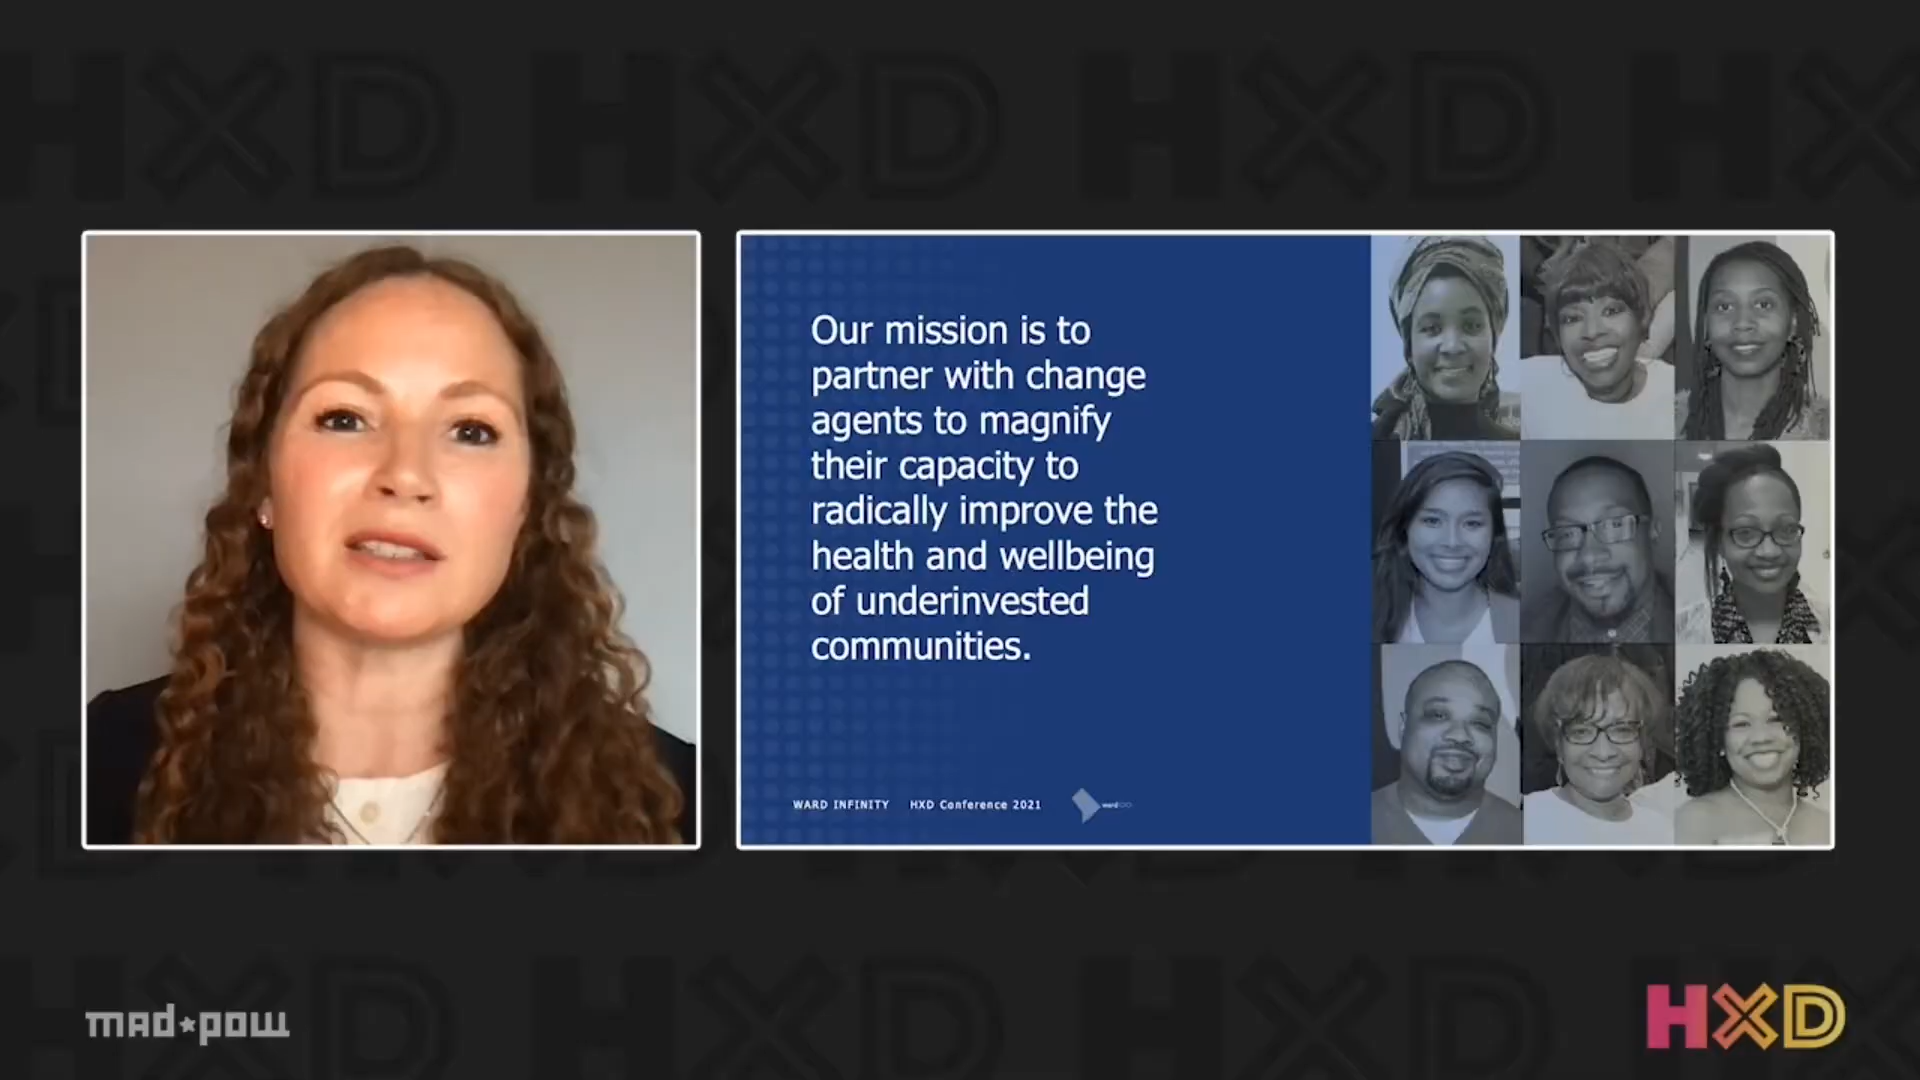 Our mission is to
partner with change
agents to magnify
their capacity to
radically improve the
health and wellbeing
of underinvested
communities.
WARD INFINITY HXD Conference 2021
mad★pow
HXD